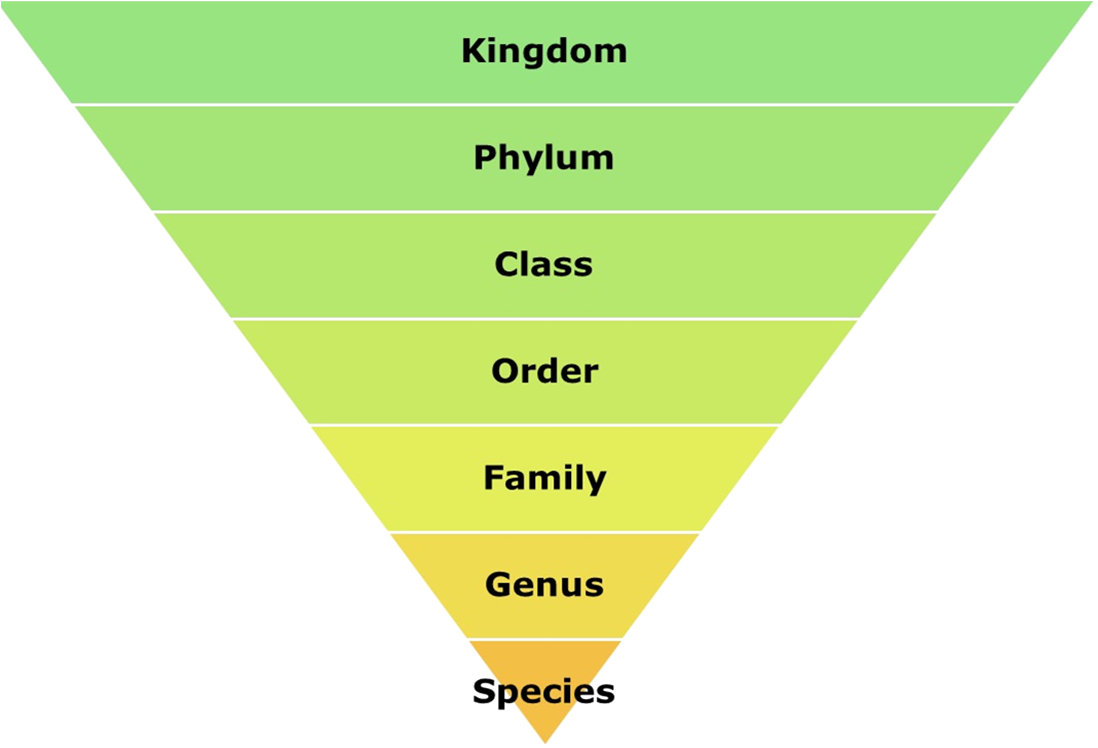 Kingdom
Phylum
Class
Order
Family
Genus
Species